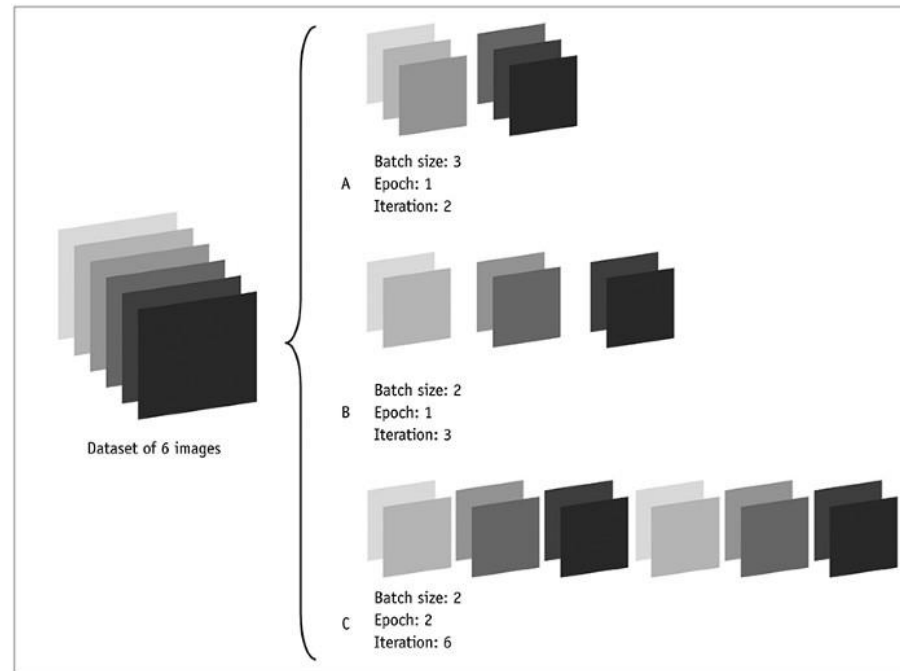 Batch size: 3
A Epoch: 1
Iteration: 2
Dataset of 6 images
Batch size: 2
B Epoch: 1
Iteration: 3
Batch size: 2
C Epoch: 2
Iteration: 6